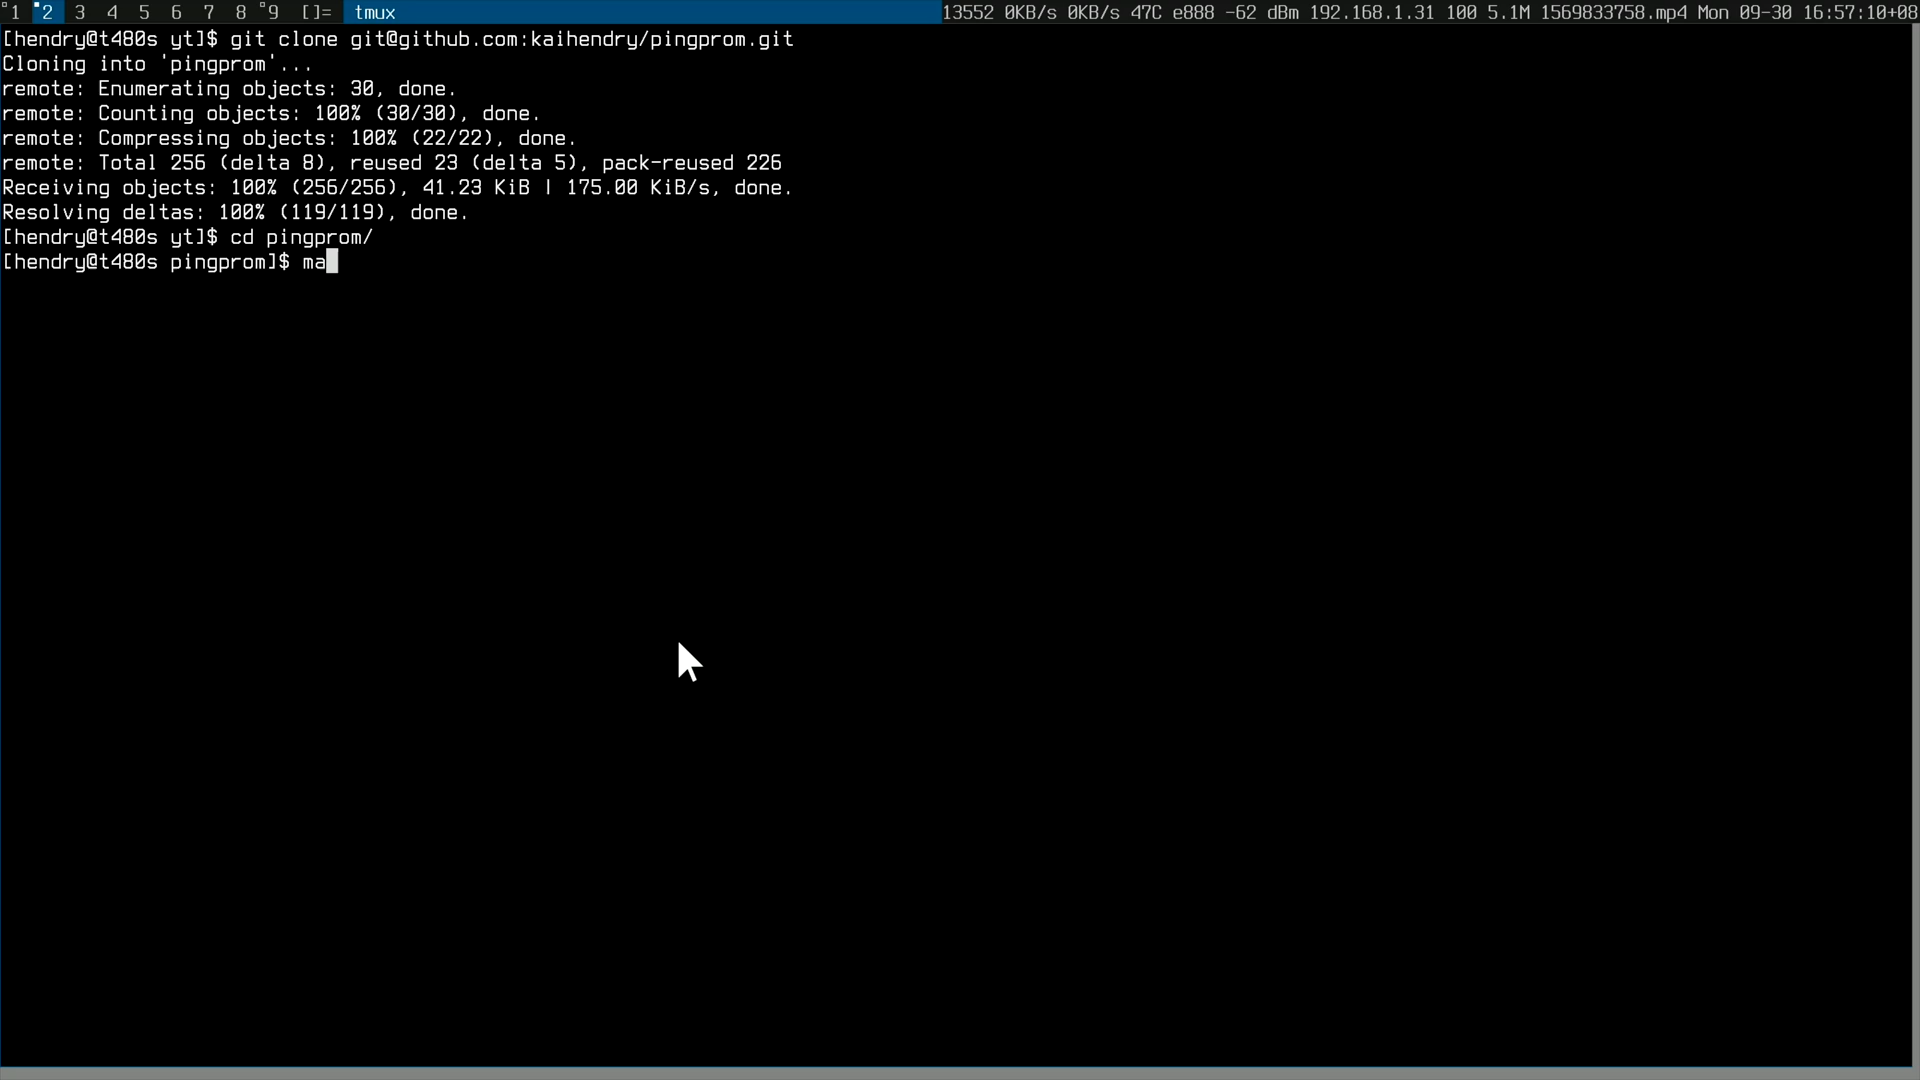 1 2 3 4 5 6 7 8 9 []= tmux 13552 0KB/s 0KB/s 47C e888 -62 dBm 192.168.1.31 100 5.1M 1569833758.mp4 Mon 09-30 16:57:10+08
[hendry@t480s yt]$ git clone git@github.com:kaihendry/pingprom.git
Cloning into 'pingprom'...
remote: Enumerating objects: 30, done.
remote: Counting objects: 100% (30/30), done.
remote: Compressing objects: 100% (22/22), done.
remote: Total 256 (delta 8), reused 23 (delta 5), pack-reused 226
Receiving objects: 100% (256/256), 41.23 KiB | 175.00 KiB/s, done.
Resolving deltas: 100% (119/119), done.
[hendry@t480s yt]$ cd pingprom/
[hendry@t480s pingprom]$ ma